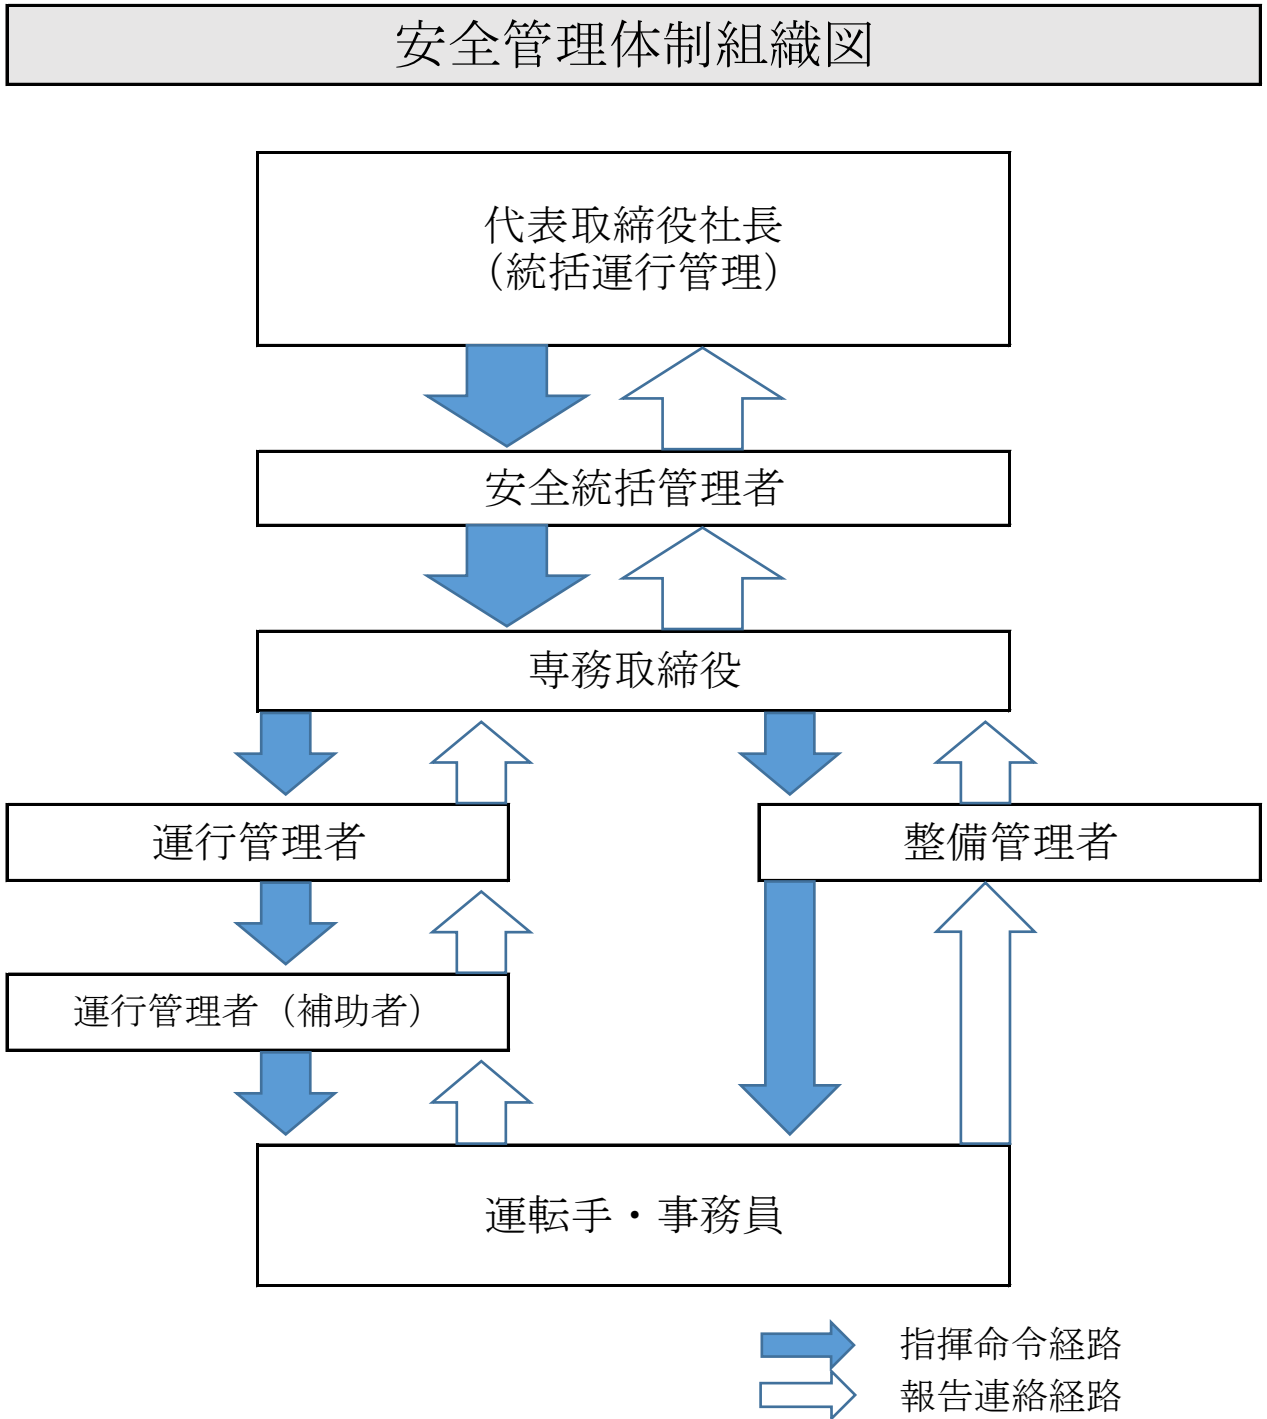 安全管理体制組織図
代表取締役社長
（統括運行管理）
安全統括管理者
専務取締役
運行管理者
整備管理者
運行管理者（補助者）
運転手・事務員
指揮命令経路
報告連絡経路